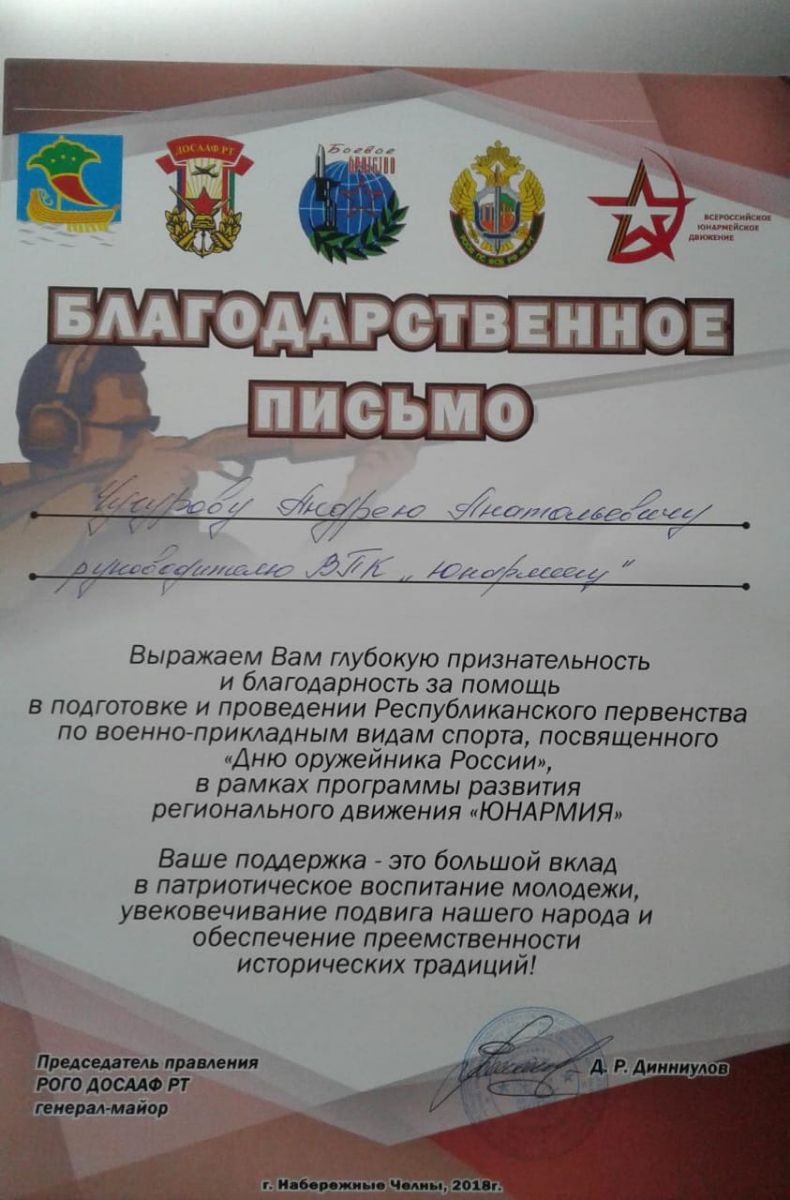 ДОСААФ РТ
Боевое
БРАТСТВО
ВСЕРОССИЙСКОЕ
ЮНАРМЕЙСКОЕ
ДВИЖЕНИЕ
БЛАГОДАРСТВЕННОЕ
ПИСЬМО
Андрею Анатольевичу
руководителю ВПК „Юнармеец"
Выражаем Вам глубокую признательность
и благодарность за помощь
в подготовке и проведении Республиканского первенства
по военно-прикладным видам спорта, посвященного
«Дню оружейника России»,
в рамках программы развития
регионального движения «ЮНАРМИЯ»
Ваше поддержка - это большой вклад
в патриотическое воспитание молодежи,
увековечивание подвига нашего народа и
обеспечение преемственности
исторических традиций!
Председатель правления
РОГО ДОСААФ РТ
генерал-майор
Д. Р. Динниулов
г. Набережные Челны, 2018г.